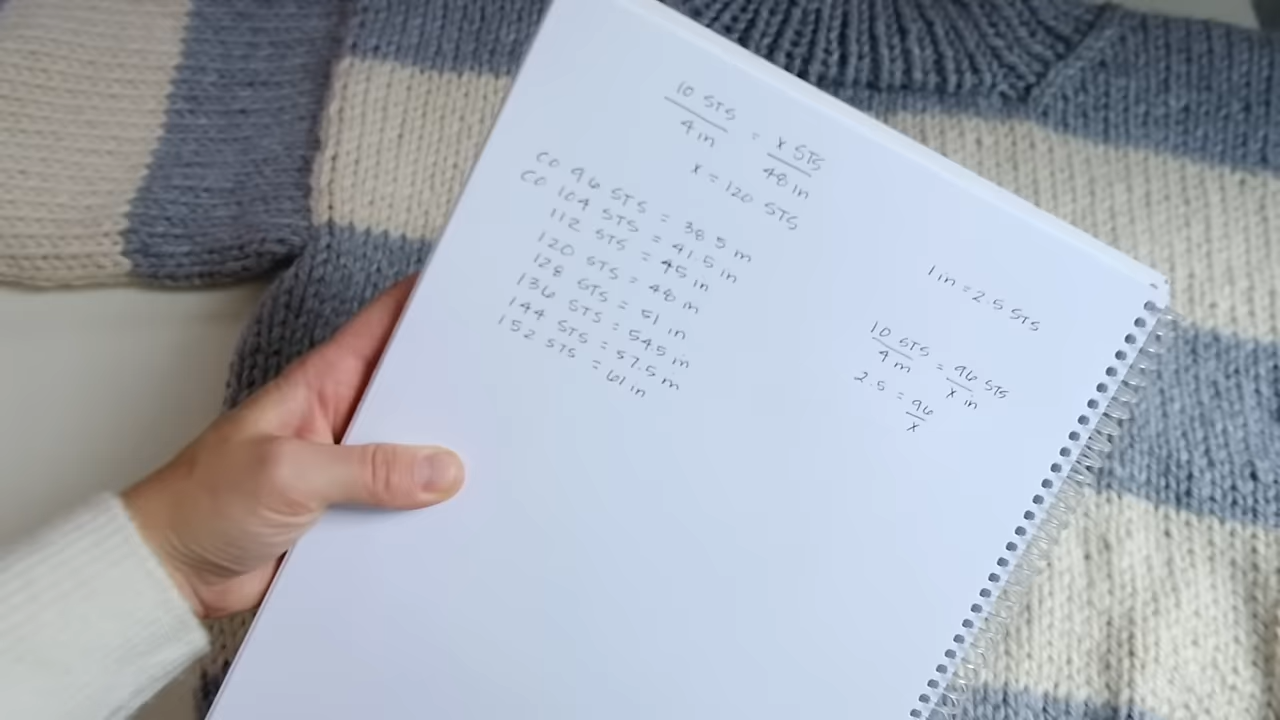 10 STS / 4 in = x STS / 48 in
x = 120 STS
CO 96 STS = 38.5 in
CO 104 STS = 41.5 in
112 STS = 45 in
120 STS = 48 in
128 STS = 51 in
136 STS = 54.5 in
144 STS = 57.5 in
152 STS = 61 in
1 in = 2.5 STS
10 STS / 4 in = 96 STS / x in
2.5 = 96 / x